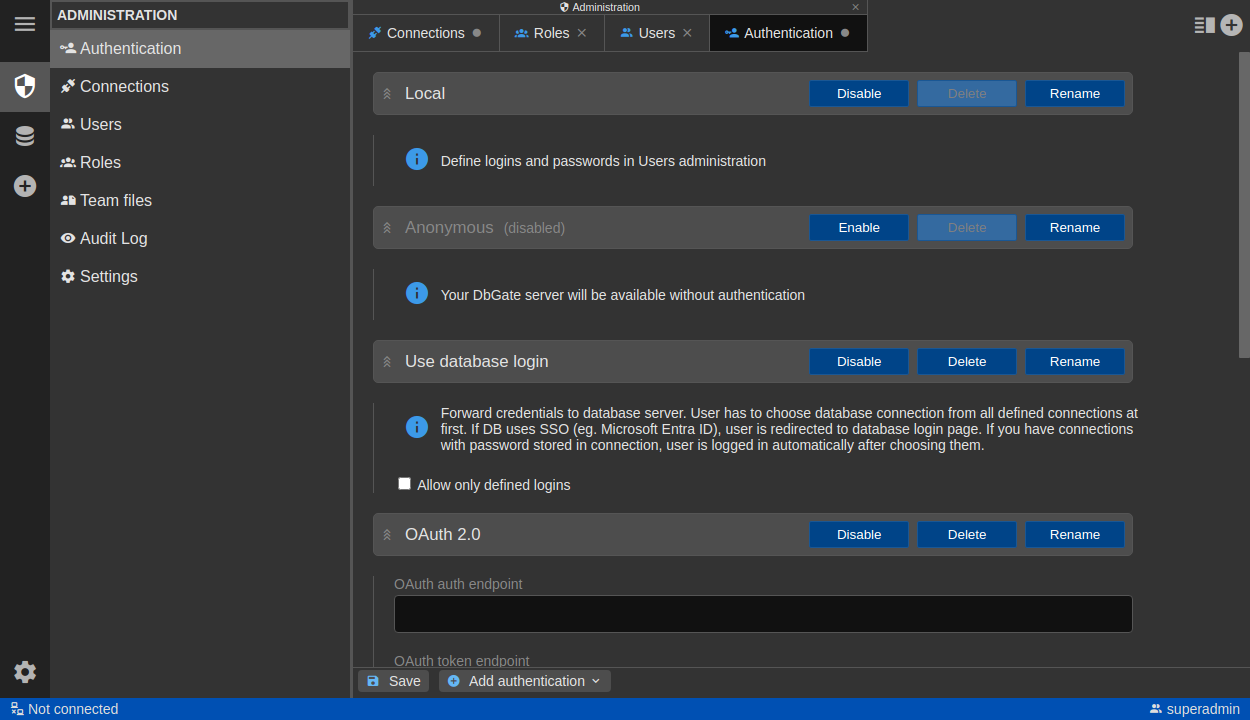 ADMINISTRATION
Authentication
Connections
Users
Roles
Team files
Audit Log
Settings
Administration
Connections
Roles
Users
Authentication
Local
Disable
Delete
Rename
Define logins and passwords in Users administration
Anonymous (disabled)
Enable
Delete
Rename
Your DbGate server will be available without authentication
Use database login
Disable
Delete
Rename
Forward credentials to database server. User has to choose database connection from all defined connections at
first. If DB uses SSO (eg. Microsoft Entra ID), user is redirected to database login page. If you have connections
with password stored in connection, user is logged in automatically after choosing them.
Allow only defined logins
OAuth 2.0
Disable
Delete
Rename
OAuth auth endpoint
OAuth token endpoint
Save
Add authentication
Not connected
superadmin